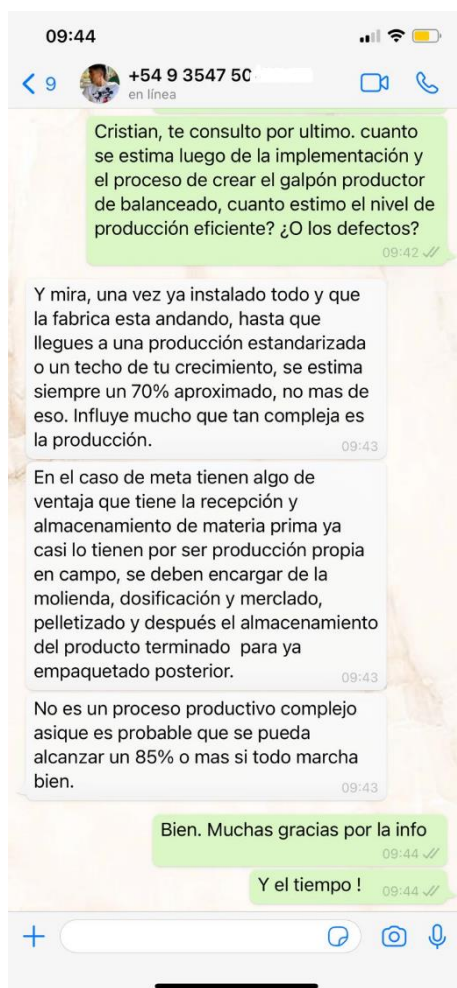 09:44
9
+54 9 3547 50
en línea
Cristian, te consulto por ultimo. cuanto
se estima luego de la implementación y
el proceso de crear el galpón productor
de balanceado, cuanto estimo el nivel de
producción eficiente? ¿O los defectos?
09:42
Y mira, una vez ya instalado todo y que
la fabrica esta andando, hasta que
llegues a una producción estandarizada
o un techo de tu crecimiento, se estima
siempre un 70% aproximado, no mas de
eso. Influye mucho que tan compleja es
la producción.
09:43
En el caso de meta tienen algo de
ventaja que tiene la recepción y
almacenamiento de materia prima ya
casi lo tienen por ser producción propia
en campo, se deben encargar de la
molienda, dosificación y merclado,
pelletizado y después el almacenamiento
del producto terminado para ya
empaquetado posterior.
09:43
No es un proceso productivo complejo
asique es probable que se pueda
alcanzar un 85% o mas si todo marcha
bien.
09:43
Bien. Muchas gracias por la info
09:44
Y el tiempo !
09:44